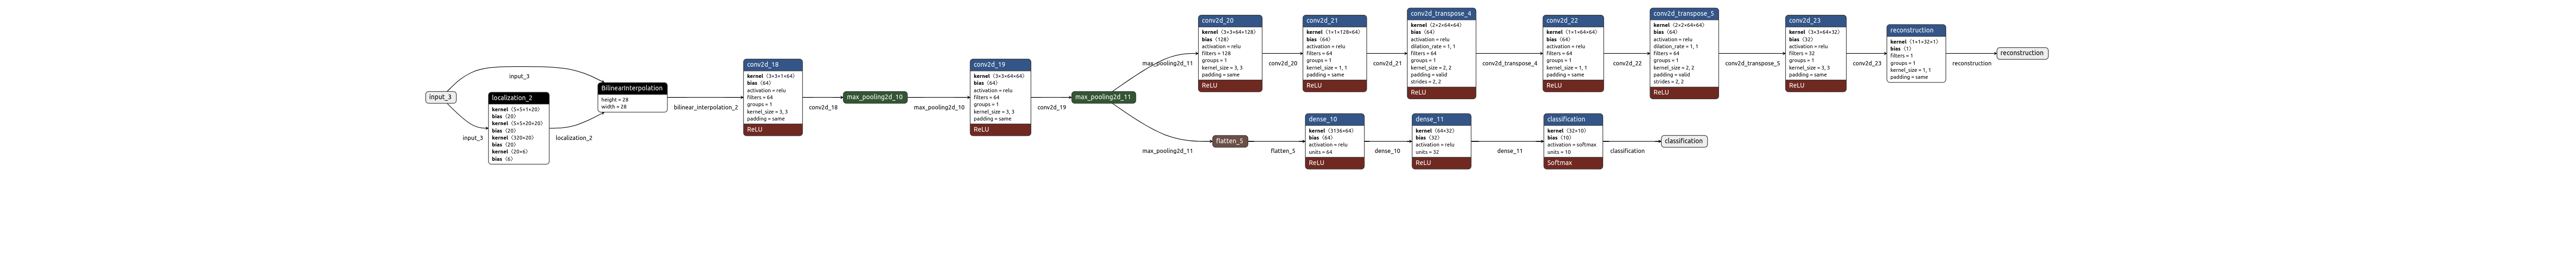 input_3
input_3
input_3
localization_2
kernel ⟨5×5×1×20⟩
bias ⟨20⟩
kernel ⟨5×5×20×20⟩
bias ⟨20⟩
kernel ⟨320×20⟩
bias ⟨20⟩
kernel ⟨20×6⟩
bias ⟨6⟩
localization_2
BilinearInterpolation
height = 28
width = 28
bilinear_interpolation_2
conv2d_18
kernel ⟨3×3×1×64⟩
bias ⟨64⟩
activation = relu
filters = 64
groups = 1
kernel_size = 3, 3
padding = same
ReLU
conv2d_18
max_pooling2d_10
max_pooling2d_10
conv2d_19
kernel ⟨3×3×64×64⟩
bias ⟨64⟩
activation = relu
filters = 64
groups = 1
kernel_size = 3, 3
padding = same
ReLU
conv2d_19
max_pooling2d_11
max_pooling2d_11
conv2d_20
kernel ⟨3×3×64×128⟩
bias ⟨128⟩
activation = relu
filters = 128
groups = 1
kernel_size = 3, 3
padding = same
ReLU
conv2d_20
conv2d_21
kernel ⟨1×1×128×64⟩
bias ⟨64⟩
activation = relu
filters = 64
groups = 1
kernel_size = 1, 1
padding = same
ReLU
conv2d_21
conv2d_transpose_4
kernel ⟨2×2×64×64⟩
bias ⟨64⟩
activation = relu
dilation_rate = 1, 1
filters = 64
groups = 1
kernel_size = 2, 2
padding = valid
strides = 2, 2
ReLU
conv2d_transpose_4
conv2d_22
kernel ⟨1×1×64×64⟩
bias ⟨64⟩
activation = relu
filters = 64
groups = 1
kernel_size = 1, 1
padding = same
ReLU
conv2d_22
conv2d_transpose_5
kernel ⟨2×2×64×64⟩
bias ⟨64⟩
activation = relu
dilation_rate = 1, 1
filters = 64
groups = 1
kernel_size = 2, 2
padding = valid
strides = 2, 2
ReLU
conv2d_transpose_5
conv2d_23
kernel ⟨3×3×64×32⟩
bias ⟨32⟩
activation = relu
filters = 32
groups = 1
kernel_size = 3, 3
padding = same
ReLU
conv2d_23
reconstruction
kernel ⟨1×1×32×1⟩
bias ⟨1⟩
filters = 1
groups = 1
kernel_size = 1, 1
padding = same
reconstruction
reconstruction
max_pooling2d_11
flatten_5
flatten_5
dense_10
kernel ⟨3136×64⟩
bias ⟨64⟩
activation = relu
units = 64
ReLU
dense_10
dense_11
kernel ⟨64×32⟩
bias ⟨32⟩
activation = relu
units = 32
ReLU
dense_11
classification
kernel ⟨32×10⟩
bias ⟨10⟩
activation = softmax
units = 10
Softmax
classification
classification